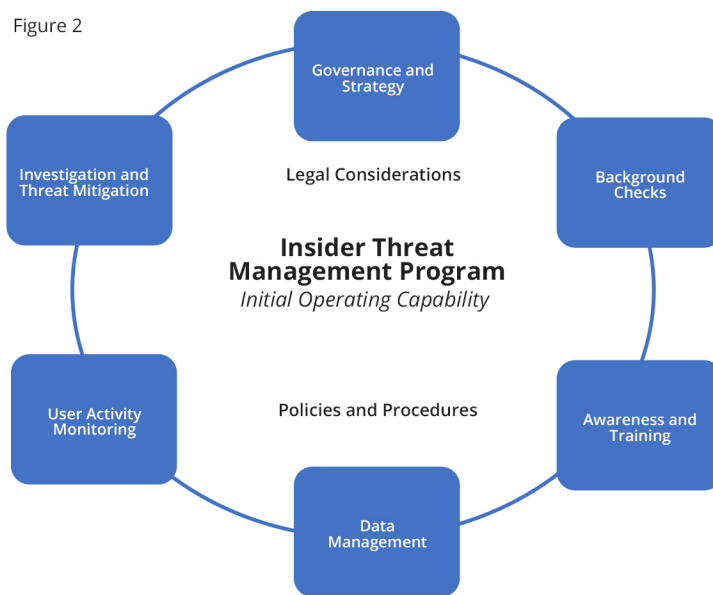 Figure 2
Governance and
Strategy
Investigation and
Threat Mitigation
Background
Checks
Legal Considerations
Insider Threat
Management Program
Initial Operating Capability
User Activity
Monitoring
Policies and Procedures
Awareness and
Training
Data
Management